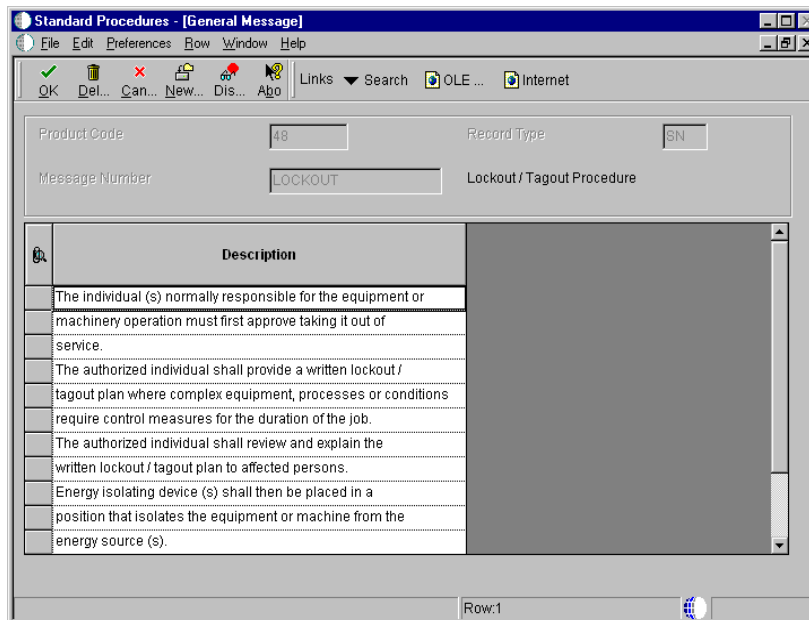 Standard Procedures - [General Message]
File Edit Preferences Row Window Help
OK Del... Can... New... Dis... Abo Links Search OLE ... Internet
Product Code 48 Record Type SN
Message Number LOCKOUT Lockout / Tagout Procedure
Description
The individual (s) normally responsible for the equipment or
machinery operation must first approve taking it out of
service.
The authorized individual shall provide a written lockout /
tagout plan where complex equipment, processes or conditions
require control measures for the duration of the job.
The authorized individual shall review and explain the
written lockout / tagout plan to affected persons.
Energy isolating device (s) shall then be placed in a
position that isolates the equipment or machine from the
energy source (s).
Row:1